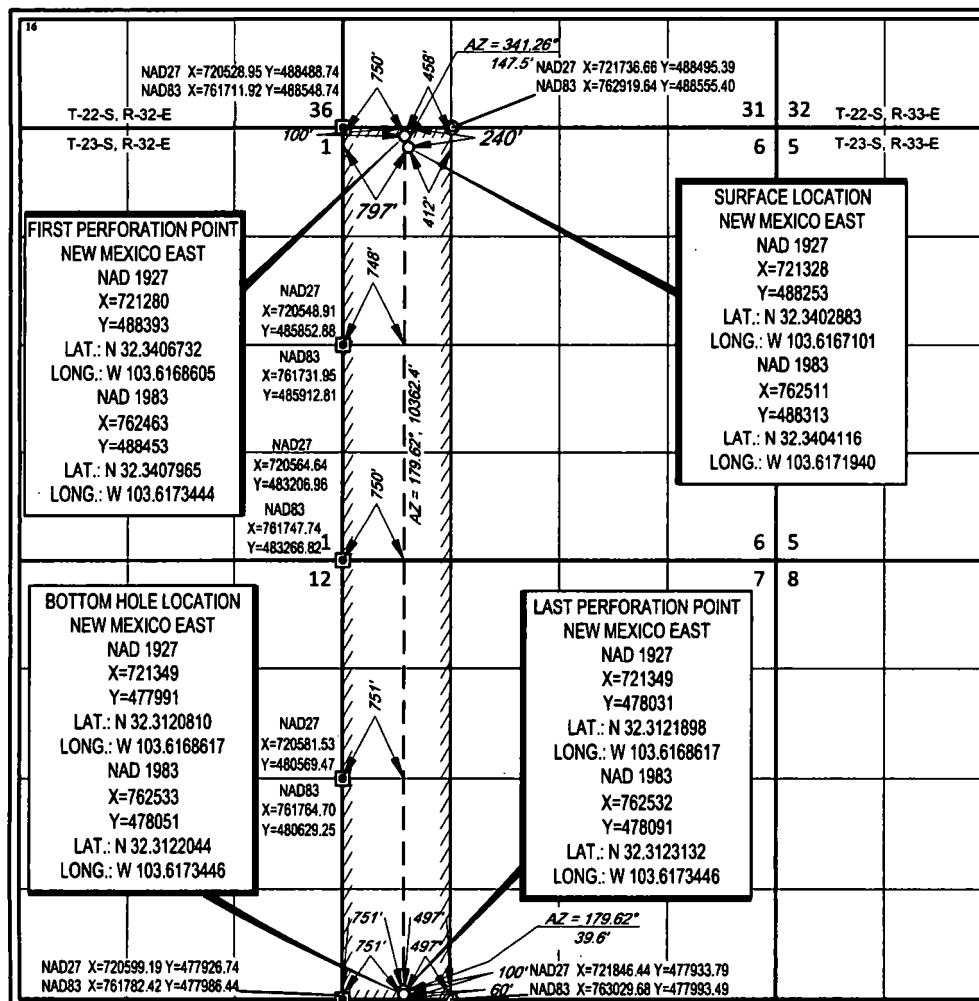 16
AZ = 341.26°
147.5'
750'
458'
NAD27 X=720528.95 Y=488488.74
NAD83 X=761711.92 Y=488548.74
NAD27 X=721736.66 Y=488495.39
NAD83 X=762919.64 Y=488555.40
T-22-S, R-32-E
36
31 32
T-22-S, R-33-E
T-23-S, R-32-E
100'
1
240'
6 5
T-23-S, R-33-E
797'
412'
FIRST PERFORATION POINT
NEW MEXICO EAST
NAD 1927
X=721280
Y=488393
LAT.: N 32.3406732
LONG.: W 103.6168605
NAD 1983
X=762463
Y=488453
LAT.: N 32.3407965
LONG.: W 103.6173444
SURFACE LOCATION
NEW MEXICO EAST
NAD 1927
X=721328
Y=488253
LAT.: N 32.3402883
LONG.: W 103.6167101
NAD 1983
X=762511
Y=488313
LAT.: N 32.3404116
LONG.: W 103.6171940
748'
NAD27
X=720548.91
Y=485852.88
NAD83
X=761731.95
Y=485912.81
AZ = 179.62°, 10362.4'
NAD27
X=720564.64
Y=483206.96
NAD83
X=761747.74
Y=483266.82
750'
1
6 5
12
7 8
BOTTOM HOLE LOCATION
NEW MEXICO EAST
NAD 1927
X=721349
Y=477991
LAT.: N 32.3120810
LONG.: W 103.6168617
NAD 1983
X=762533
Y=478051
LAT.: N 32.3122044
LONG.: W 103.6173446
LAST PERFORATION POINT
NEW MEXICO EAST
NAD 1927
X=721349
Y=478031
LAT.: N 32.3121898
LONG.: W 103.6168617
NAD 1983
X=762532
Y=478091
LAT.: N 32.3123132
LONG.: W 103.6173446
751'
NAD27
X=720581.53
Y=480569.47
NAD83
X=761764.70
Y=480629.25
751'
497'
AZ = 179.62°
39.6'
751'
497'
NAD27 X=720599.19 Y=477926.74
NAD83 X=761782.42 Y=477986.44
100'
60'
NAD27 X=721846.44 Y=477933.79
NAD83 X=763029.68 Y=477993.49